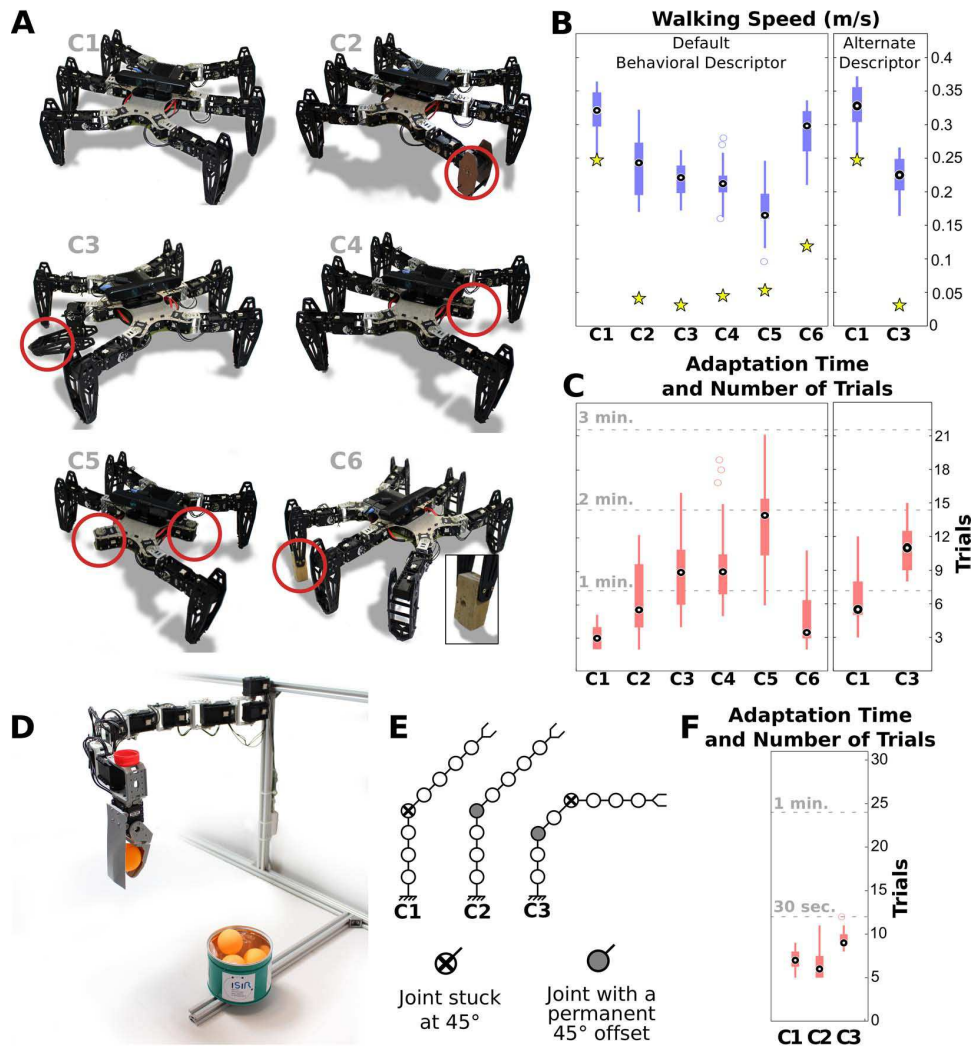 A
C1
C2
C3
C4
C5
C6
B
Walking Speed (m/s)
Default
Behavioral Descriptor
Alternate
Descriptor
0.4
0.35
0.3
0.25
0.2
0.15
0.1
0.05
0
C1 C2 C3 C4 C5 C6 C1 C3
C
Adaptation Time
and Number of Trials
3 min.
2 min.
1 min.
21
18
15
12
9
6
3
Trials
C1 C2 C3 C4 C5 C6 C1 C3
D
ISIR
E
C1 C2 C3
Joint stuck
at 45°
Joint with a
permanent
45° offset
F
Adaptation Time
and Number of Trials
1 min.
30 sec.
30
25
20
15
10
5
0
Trials
C1 C2 C3